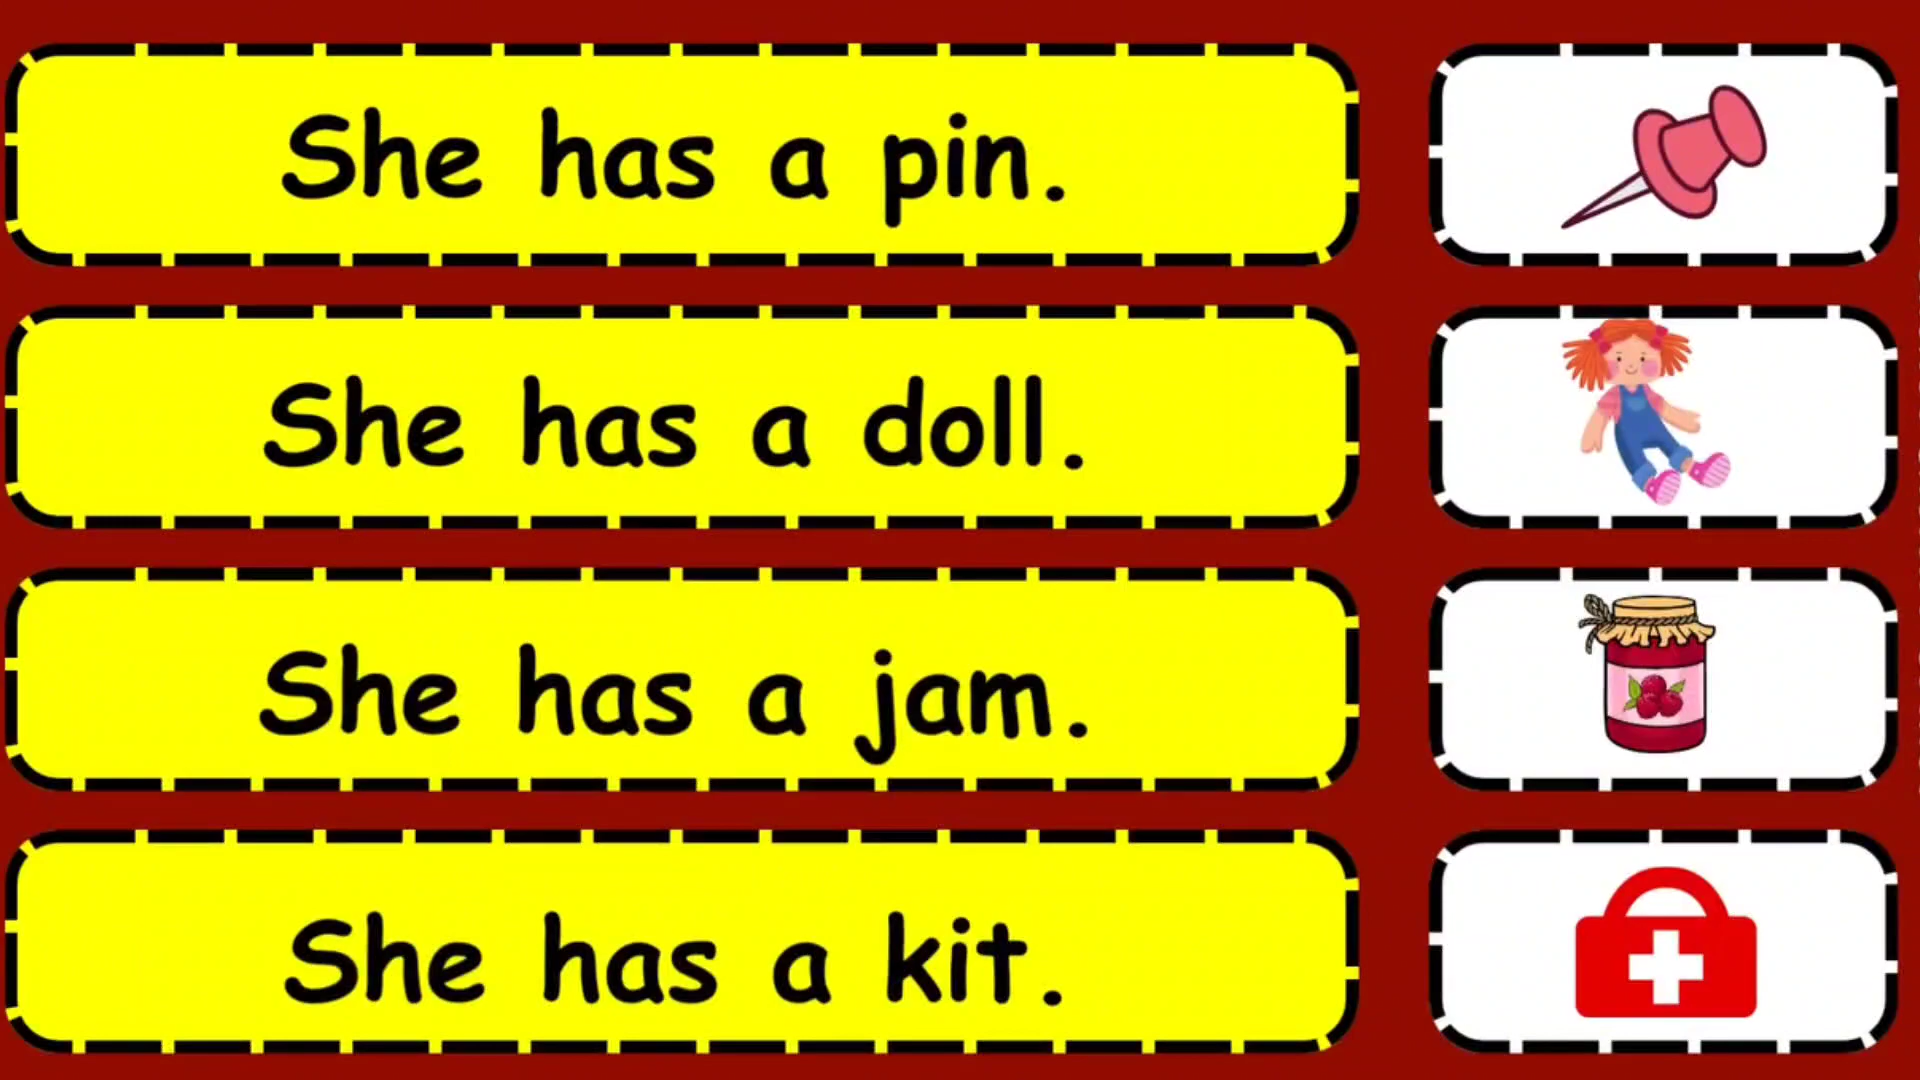 She has a pin.
She has a doll.
She has a jam.
She has a kit.